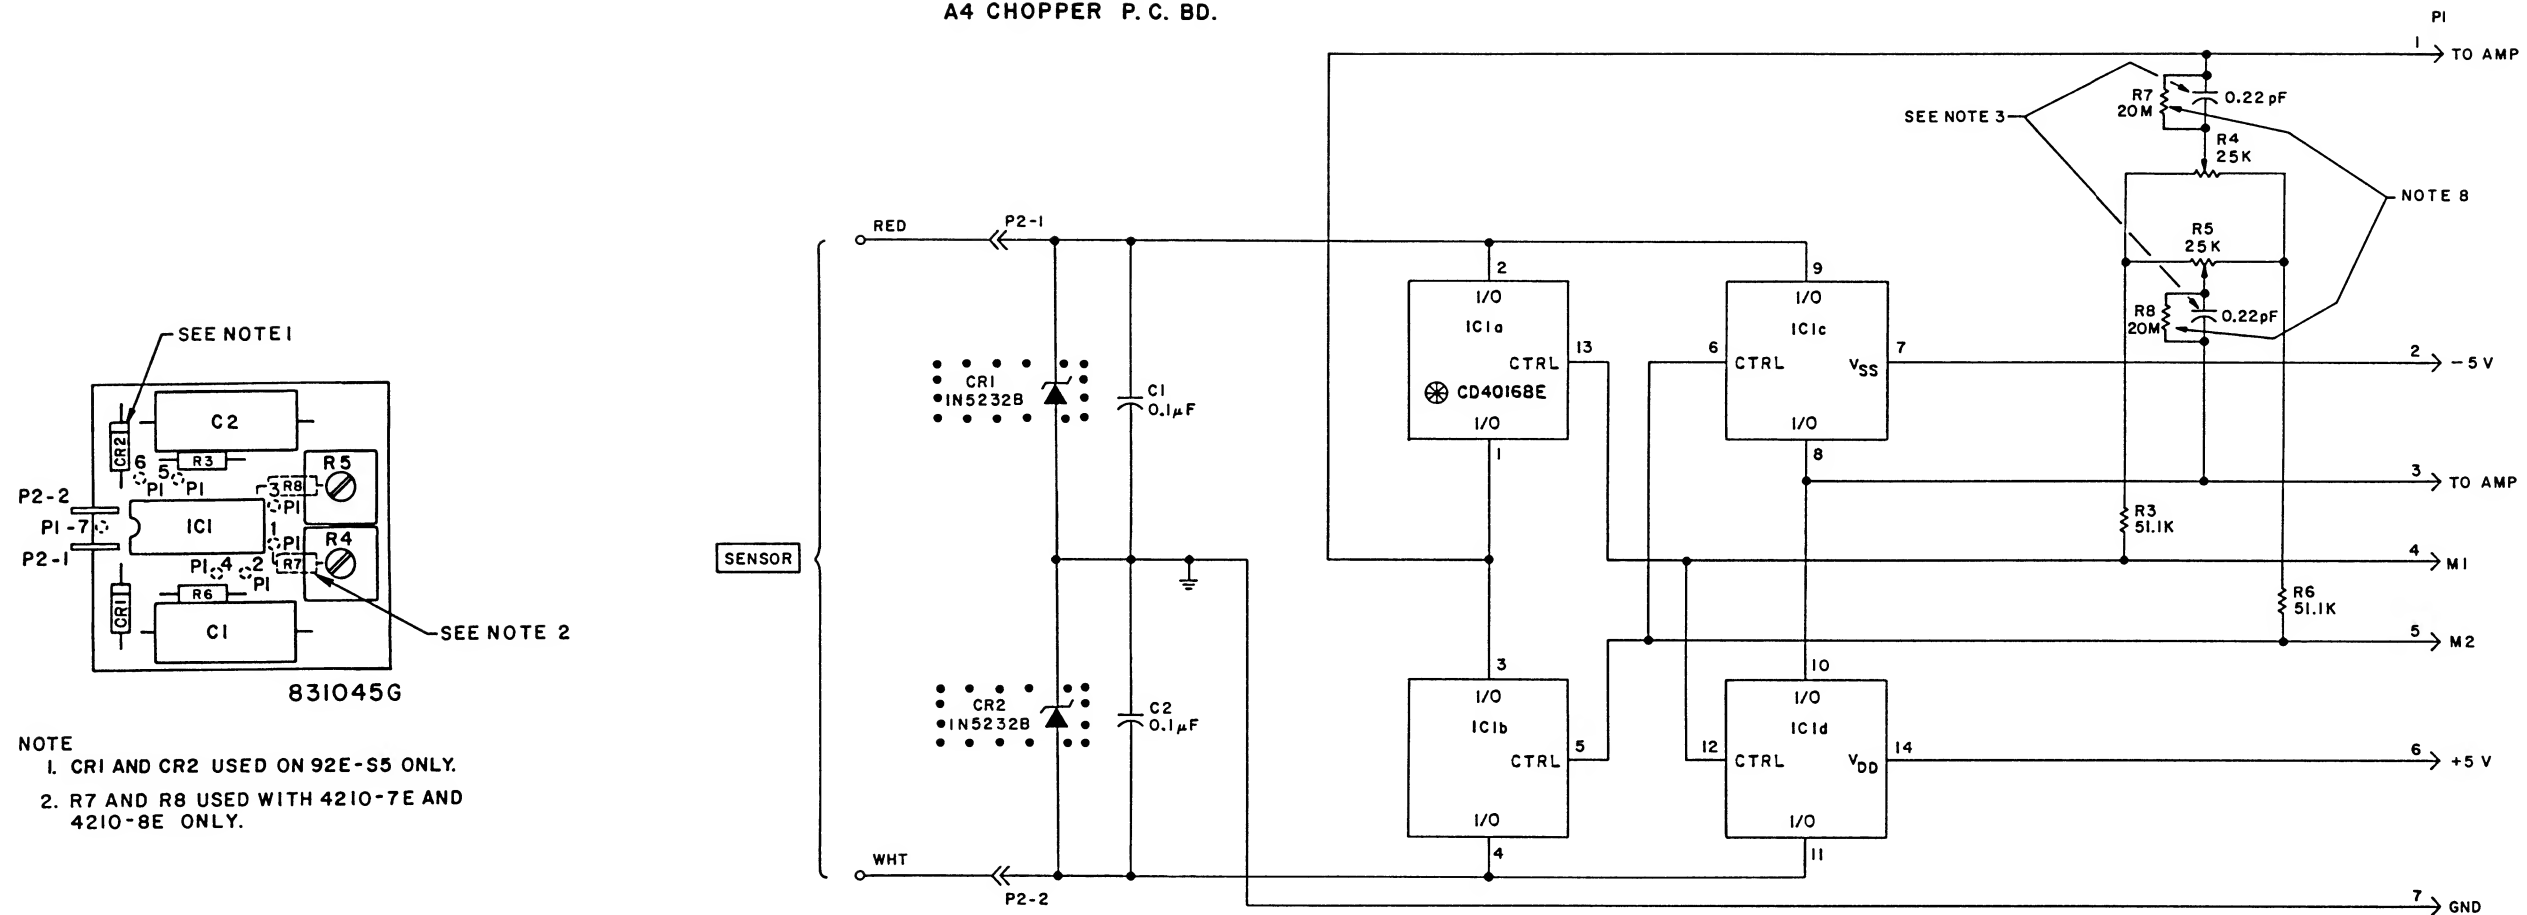 A4 CHOPPER P.C. BD.
P1
1 TO AMP
R7
20M
0.22pF
SEE NOTE 3
R4
25K
NOTE 8
R5
25K
R8
20M
0.22pF
RED
P2-1
2
I/O
IC1a
CTRL
13
CD4016BE
I/O
1
9
I/O
IC1c
6
CTRL
VSS
7
I/O
8
2 -5V
CR1
1N5232B
C1
0.1µF
3 TO AMP
R3
51.1K
4 M1
R6
51.1K
5 M2
SENSOR
CR2
1N5232B
C2
0.1µF
3
I/O
IC1b
CTRL
5
I/O
4
10
I/O
IC1d
12
CTRL
VDD
14
I/O
11
6 +5V
WHT
P2-2
7 GND
SEE NOTE 1
C2
CR2
R3
R5
6
P1
5
P1
R8
3
P1
P2-2
P1-7
P2-1
IC1
1
P1
R4
R7
P1 4
2
P1
R6
CR1
C1
SEE NOTE 2
831045G
NOTE
1. CR1 AND CR2 USED ON 92E-S5 ONLY.
2. R7 AND R8 USED WITH 4210-7E AND
4210-8E ONLY.